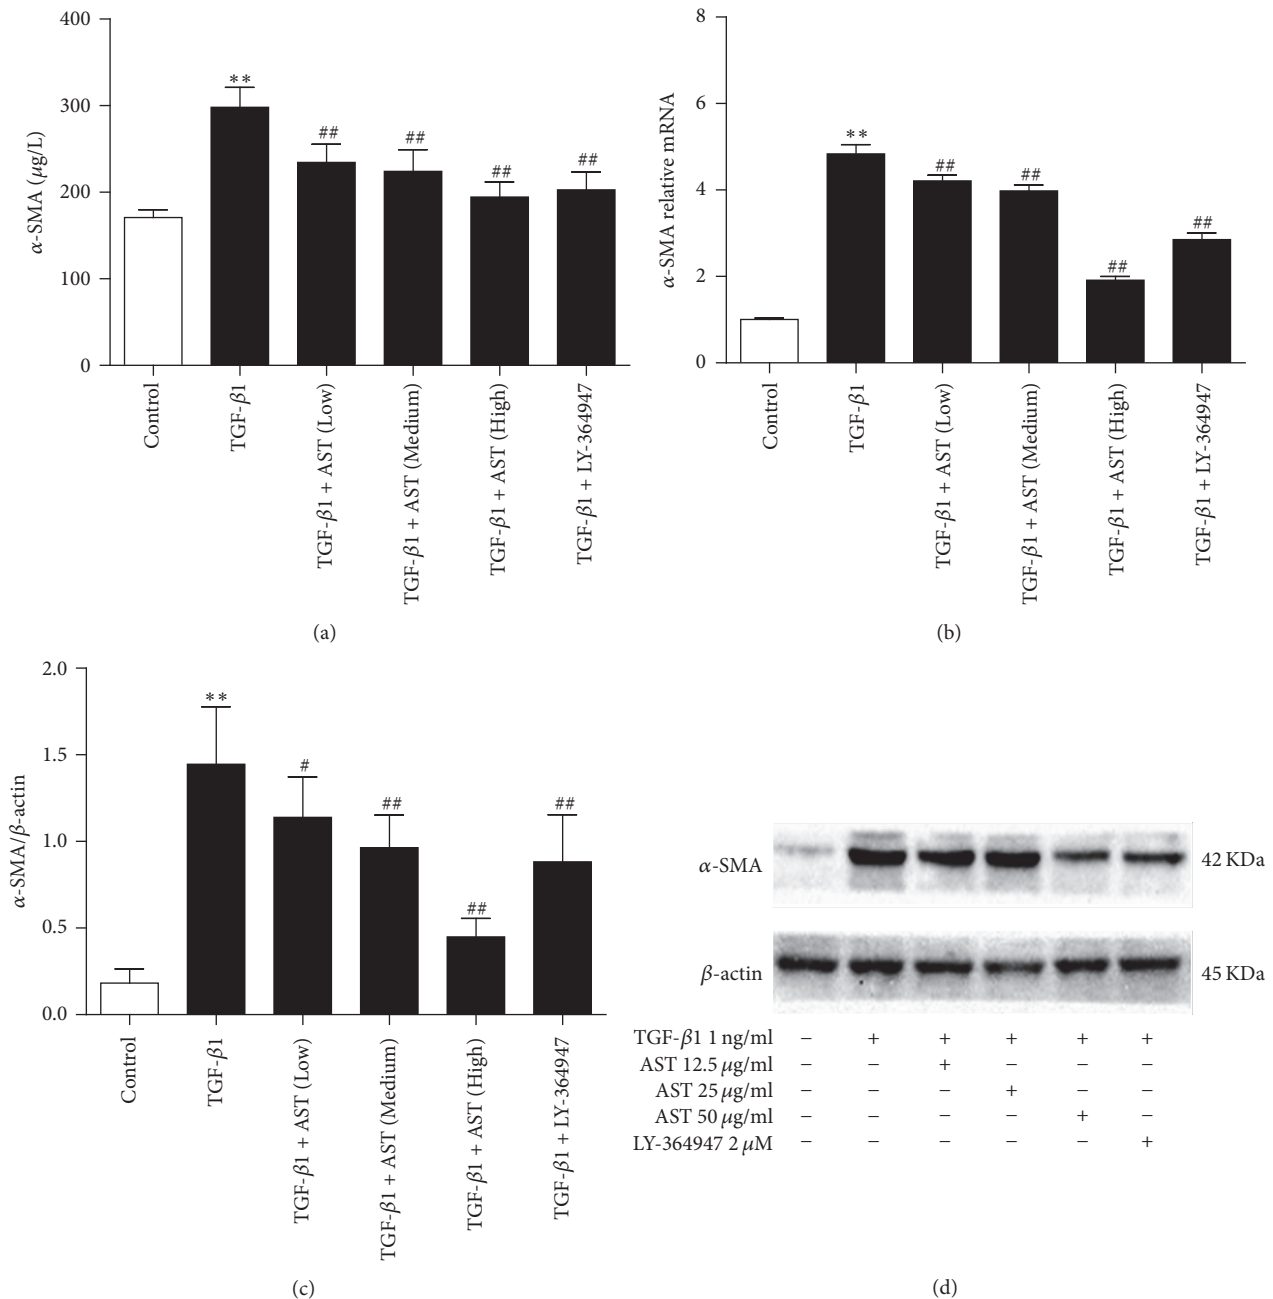 400
300
200
100
0
α-SMA (μg/L)
**
##
##
##
##
Control
TGF-β1
TGF-β1 + AST (Low)
TGF-β1 + AST (Medium)
TGF-β1 + AST (High)
TGF-β1 + LY-364947
(a)
8
6
4
2
0
α-SMA relative mRNA
**
##
##
##
##
Control
TGF-β1
TGF-β1 + AST (Low)
TGF-β1 + AST (Medium)
TGF-β1 + AST (High)
TGF-β1 + LY-364947
(b)
2.0
1.5
1.0
0.5
0.0
α-SMA/β-actin
**
#
##
##
##
Control
TGF-β1
TGF-β1 + AST (Low)
TGF-β1 + AST (Medium)
TGF-β1 + AST (High)
TGF-β1 + LY-364947
(c)
α-SMA 42 KDa
β-actin 45 KDa
TGF-β1 1 ng/ml − + + + + +
AST 12.5 μg/ml − − + − − −
AST 25 μg/ml − − − + − −
AST 50 μg/ml − − − − + −
LY-364947 2 μM − − − − − +
(d)